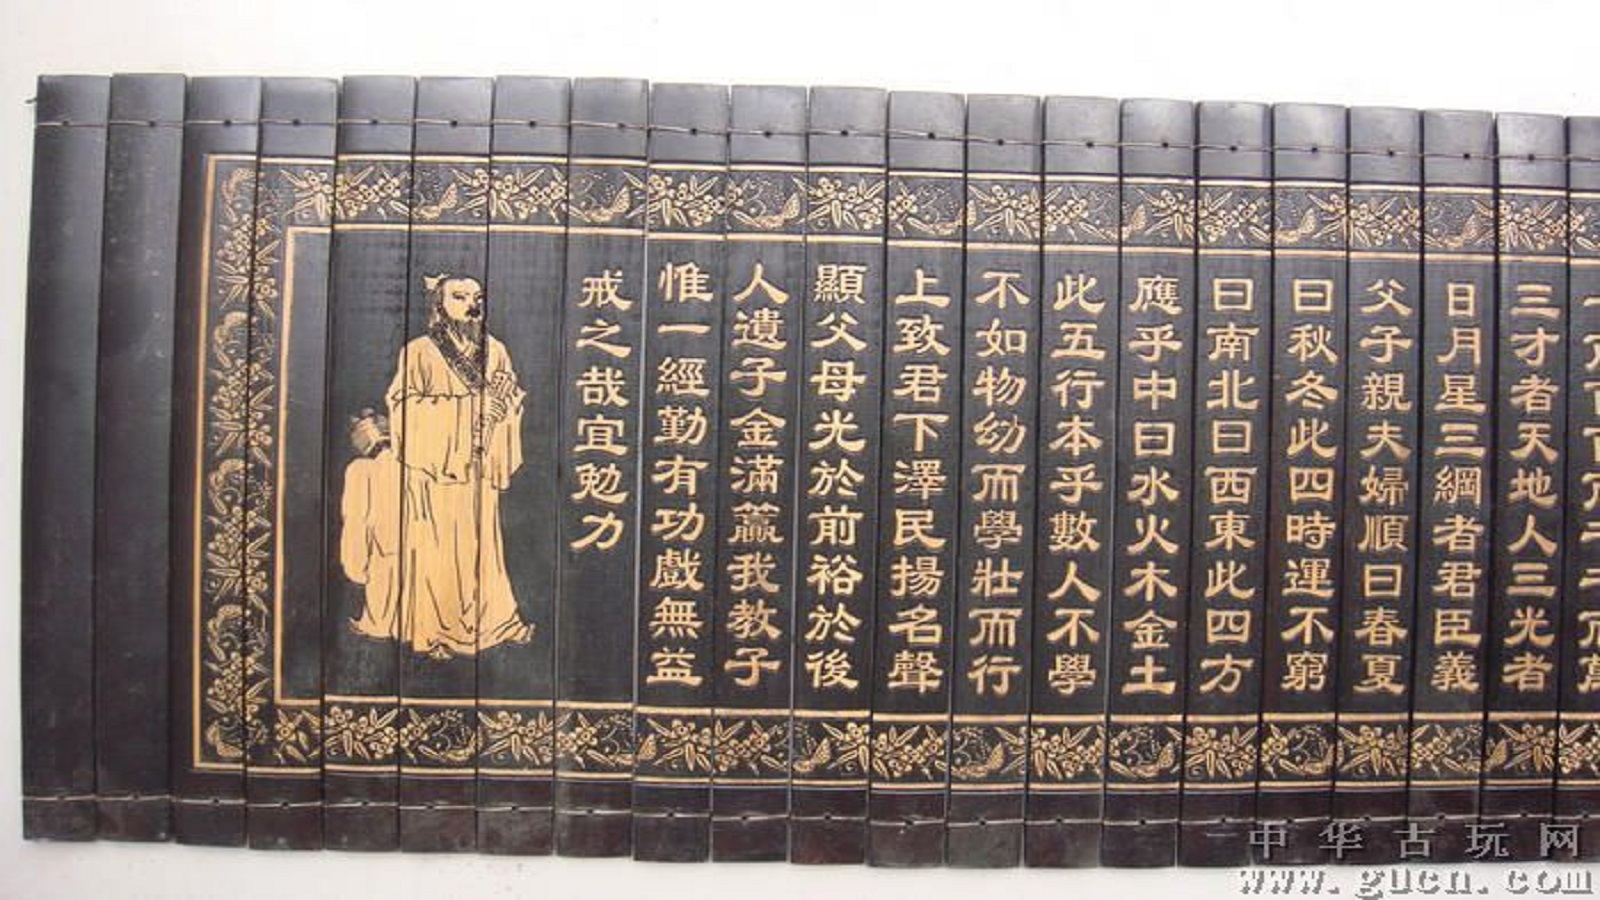 三才者天地人三光者
日月星三綱者君臣義
父子親夫婦順曰春夏
曰秋冬此四時運不窮
曰南北曰西東此四方
應乎中曰水火木金土
此五行本乎數人不學
不如物幼而學壯而行
上致君下澤民揚名聲
顯父母光於前裕於後
人遺子金滿籯我教子
惟一經勤有功戲無益
戒之哉宜勉力
中华古玩网
www.gucn.com